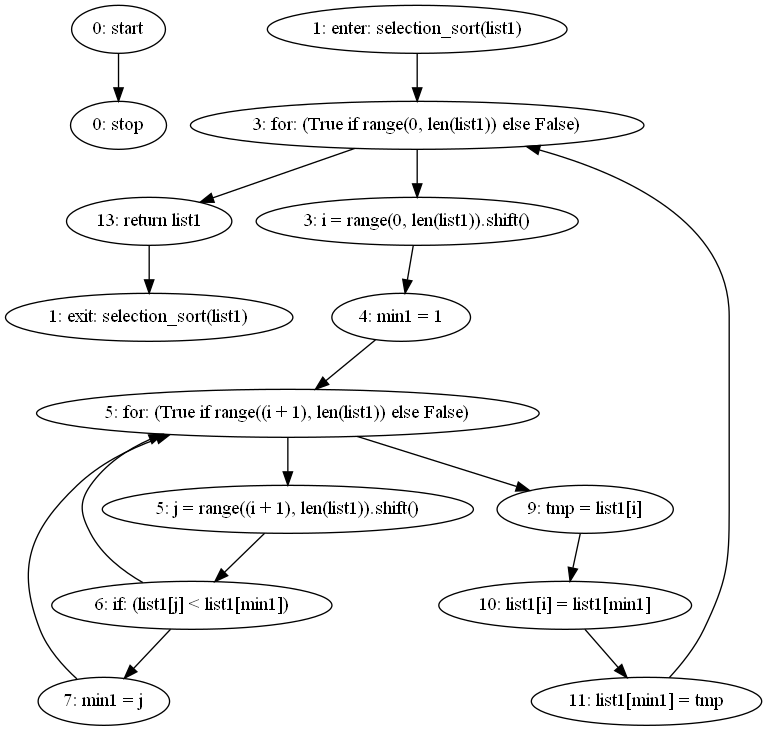 0: start
1: enter: selection_sort(list1)
0: stop
3: for: (True if range(0, len(list1)) else False)
13: return list1
3: i = range(0, len(list1)).shift()
1: exit: selection_sort(list1)
4: min1 = 1
5: for: (True if range((i + 1), len(list1)) else False)
5: j = range((i + 1), len(list1)).shift()
9: tmp = list1[i]
6: if: (list1[j] < list1[min1])
10: list1[i] = list1[min1]
7: min1 = j
11: list1[min1] = tmp